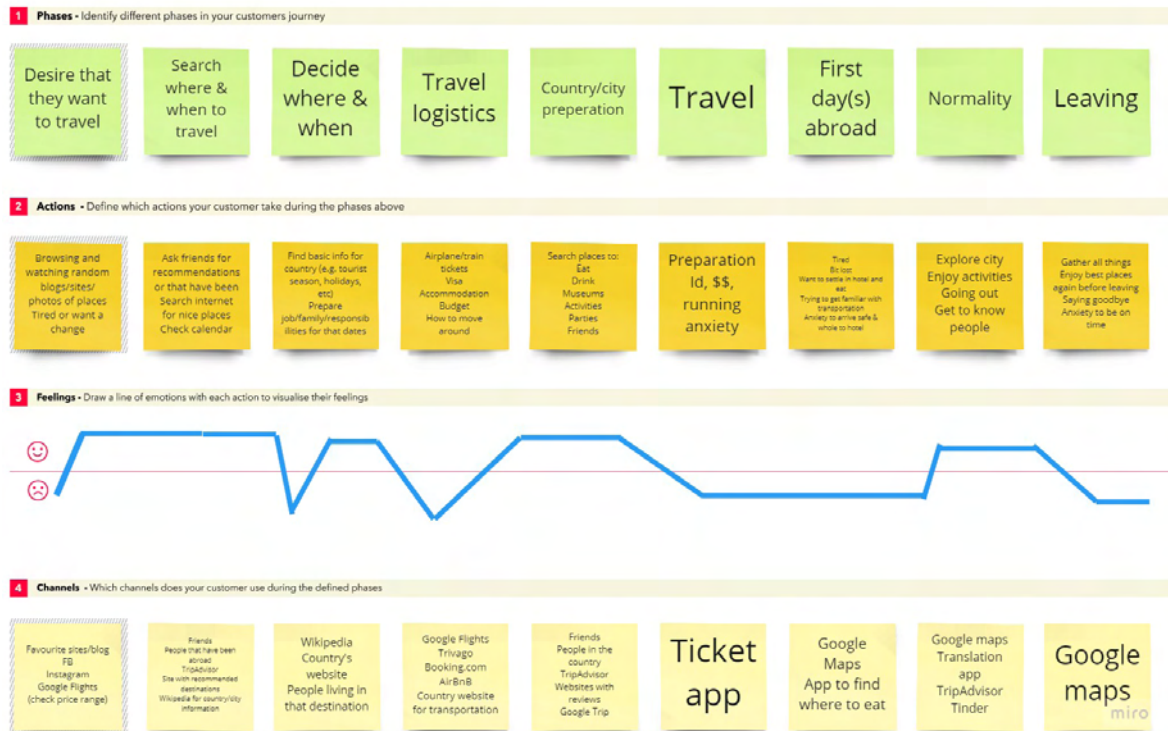 1 Phases - Identify different phases in your customers journey
Desire that
they want
to travel
Search
where &
when to
travel
Decide
where &
when
Travel
logistics
Country/city
preperation
Travel
First
day(s)
abroad
Normality
Leaving
2 Actions - Define which actions your customer take during the phases above
Browsing and
watching random
blogs/sites/
photos of places
Tired or want a
change
Ask friends for
recommendations
or that have been
Search internet
for nice places
Check calendar
Find basic info for
country (e.g. tourist
season, holidays,
etc)
Prepare
job/family/responsib
ilities for that dates
Airplane/train
tickets
Visa
Accommodation
Budget
How to move
around
Search places to:
Eat
Drink
Museums
Activities
Parties
Friends
Preparation
Id, $$,
running
anxiety
Tired
Bit lost
Want to settle in hotel and
eat
Trying to get familiar with
transportation
Anxiety to arrive safe &
whole to hotel
Explore city
Enjoy activities
Going out
Get to know
people
Gather all things
Enjoy best places
again before leaving
Saying goodbye
Anxiety to be on
time
3 Feelings - Draw a line of emotions with each action to visualise their feelings
4 Channels - Which channels does your customer use during the defined phases
Favourite sites/blog
FB
Instagram
Google Flights
(check price range)
Friends
People that have been
abroad
TripAdvisor
Site with recommended
destinations
Wikipedia for country/city
information
Wikipedia
Country's
website
People living in
that destination
Google Flights
Trivago
Booking.com
AirBnB
Country website
for transportation
Friends
People in the
country
TripAdvisor
Websites with
reviews
Google Trip
Ticket
app
Google
Maps
App to find
where to eat
Google maps
Translation
app
TripAdvisor
Tinder
Google
maps
miro